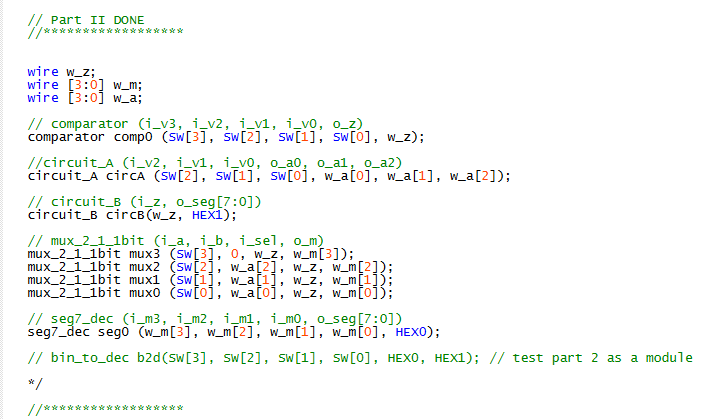 // Part II DONE
//******************
wire w_z;
wire [3:0] w_m;
wire [3:0] w_a;
// comparator (i_v3, i_v2, i_v1, i_v0, o_z)
comparator comp0 (SW[3], SW[2], SW[1], SW[0], w_z);
//circuit_A (i_v2, i_v1, i_v0, o_a0, o_a1, o_a2)
circuit_A circA (SW[2], SW[1], SW[0], w_a[0], w_a[1], w_a[2]);
// circuit_B (i_z, o_seg[7:0])
circuit_B circB(w_z, HEX1);
// mux_2_1_1bit (i_a, i_b, i_sel, o_m)
mux_2_1_1bit mux3 (SW[3], 0, w_z, w_m[3]);
mux_2_1_1bit mux2 (SW[2], w_a[2], w_z, w_m[2]);
mux_2_1_1bit mux1 (SW[1], w_a[1], w_z, w_m[1]);
mux_2_1_1bit mux0 (SW[0], w_a[0], w_z, w_m[0]);
// seg7_dec (i_m3, i_m2, i_m1, i_m0, o_seg[7:0])
seg7_dec seg0 (w_m[3], w_m[2], w_m[1], w_m[0], HEX0);
// bin_to_dec b2d(SW[3], SW[2], SW[1], SW[0], HEX0, HEX1); // test part 2 as a module
*/
//******************